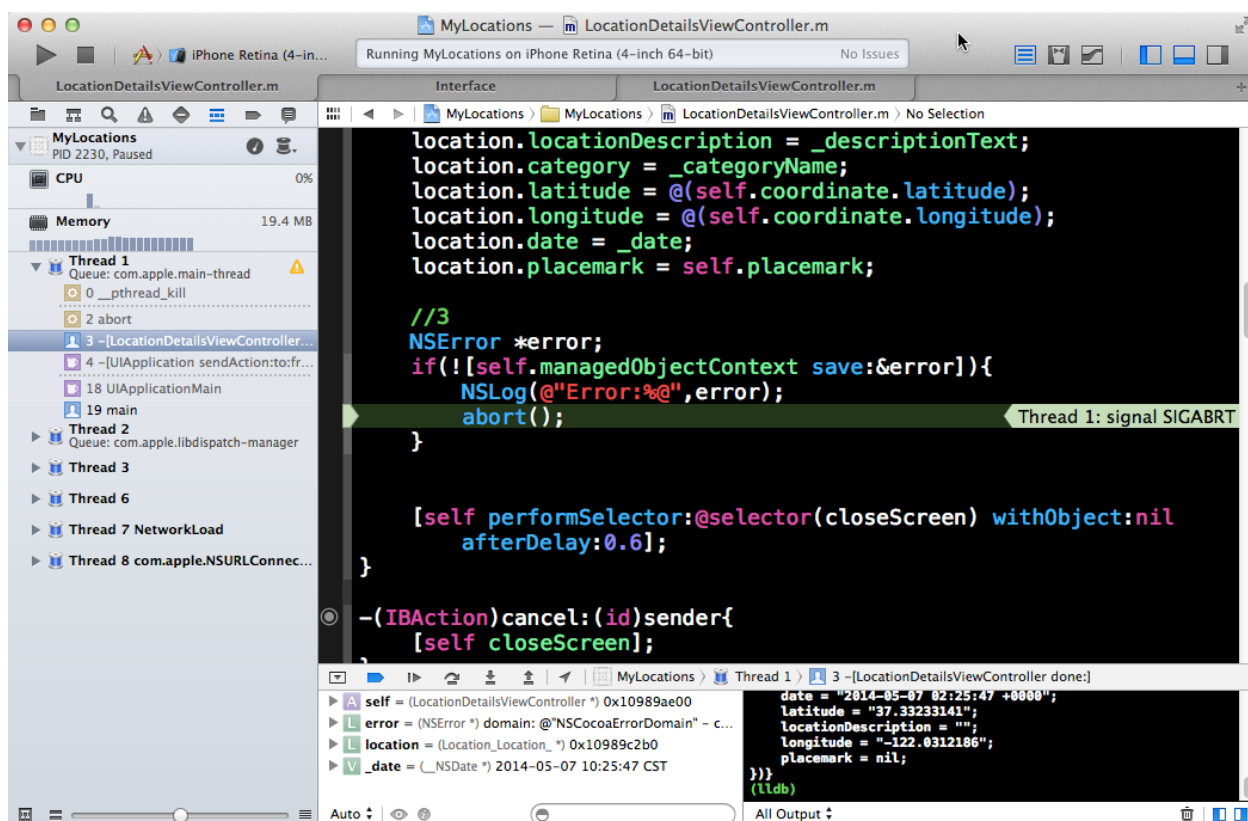 MyLocations — m LocationDetailsViewController.m
iPhone Retina (4-in...
Running MyLocations on iPhone Retina (4-inch 64-bit) No Issues
LocationDetailsViewController.m Interface LocationDetailsViewController.m
MyLocations MyLocations m LocationDetailsViewController.m No Selection
MyLocations
PID 2230, Paused
CPU 0%
Memory 19.4 MB
Thread 1
Queue: com.apple.main-thread
0 __pthread_kill
2 abort
3 -[LocationDetailsViewController...
4 -[UIApplication sendAction:to:fr...
18 UIApplicationMain
19 main
Thread 2
Queue: com.apple.libdispatch-manager
Thread 3
Thread 6
Thread 7 NetworkLoad
Thread 8 com.apple.NSURLConnec...
location.locationDescription = _descriptionText;
location.category = _categoryName;
location.latitude = @(self.coordinate.latitude);
location.longitude = @(self.coordinate.longitude);
location.date = _date;
location.placemark = self.placemark;
//3
NSError *error;
if(![self.managedObjectContext save:&error]){
NSLog(@"Error:%@",error);
abort();
Thread 1: signal SIGABRT
}
[self performSelector:@selector(closeScreen) withObject:nil
afterDelay:0.6];
}
-(IBAction)cancel:(id)sender{
[self closeScreen];
MyLocations Thread 1 3 -[LocationDetailsViewController done:]
A self = (LocationDetailsViewController *) 0x10989ae00
L error = (NSError *) domain: @"NSCocoaErrorDomain" - c...
L location = (Location_Location_ *) 0x10989c2b0
V _date = (__NSDate *) 2014-05-07 10:25:47 CST
date = "2014-05-07 02:25:47 +0000";
latitude = "37.33233141";
locationDescription = "";
longitude = "-122.0312186";
placemark = nil;
})}
(lldb)
Auto
All Output